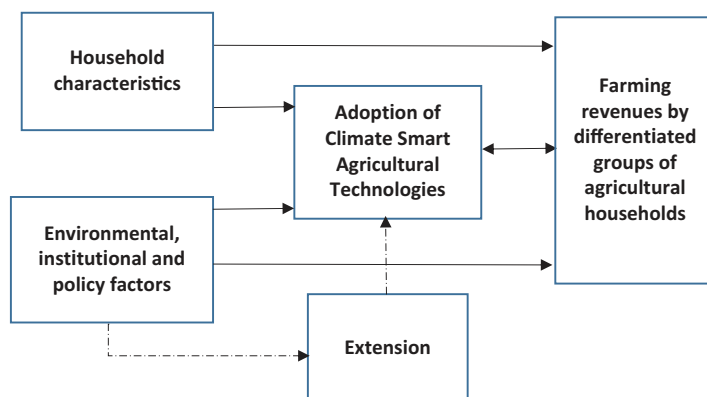 Household
characteristics
Adoption of
Climate Smart
Agricultural
Technologies
Farming
revenues by
differentiated
groups of
agricultural
households
Environmental,
institutional and
policy factors
Extension